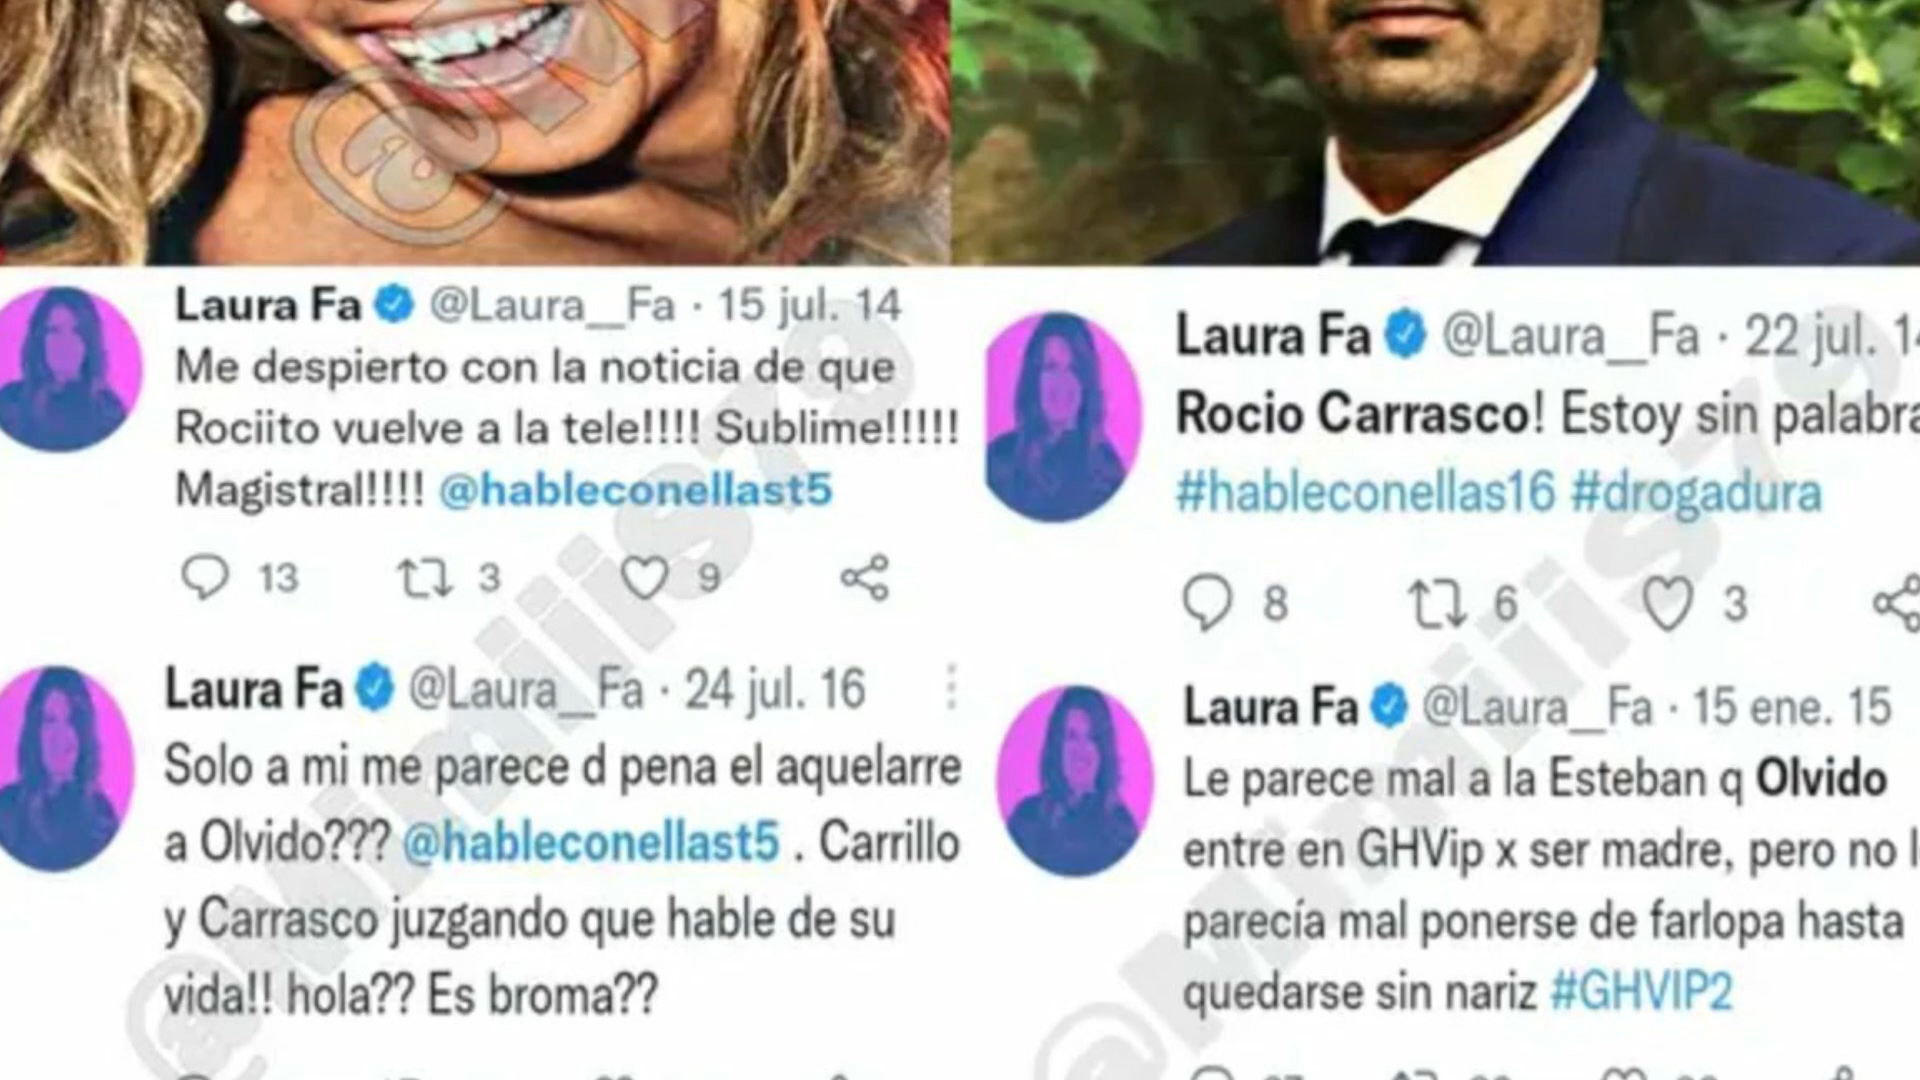 Laura Fa @Laura__Fa · 15 jul. 14
Me despierto con la noticia de que
Rociito vuelve a la tele!!!! Sublime!!!!!
Magistral!!!! @hableconellast5
13 3 9
Laura Fa @Laura__Fa · 24 jul. 16
Solo a mi me parece d pena el aquelarre
a Olvido??? @hableconellast5 . Carrillo
y Carrasco juzgando que hable de su
vida!! hola?? Es broma??
Laura Fa @Laura__Fa · 22 jul. 14
Rocio Carrasco! Estoy sin palabra
#hableconellas16 #drogadura
8 6 3
Laura Fa @Laura__Fa · 15 ene. 15
Le parece mal a la Esteban q Olvido
entre en GHVip x ser madre, pero no l
parecía mal ponerse de farlopa hasta
quedarse sin nariz #GHVIP2